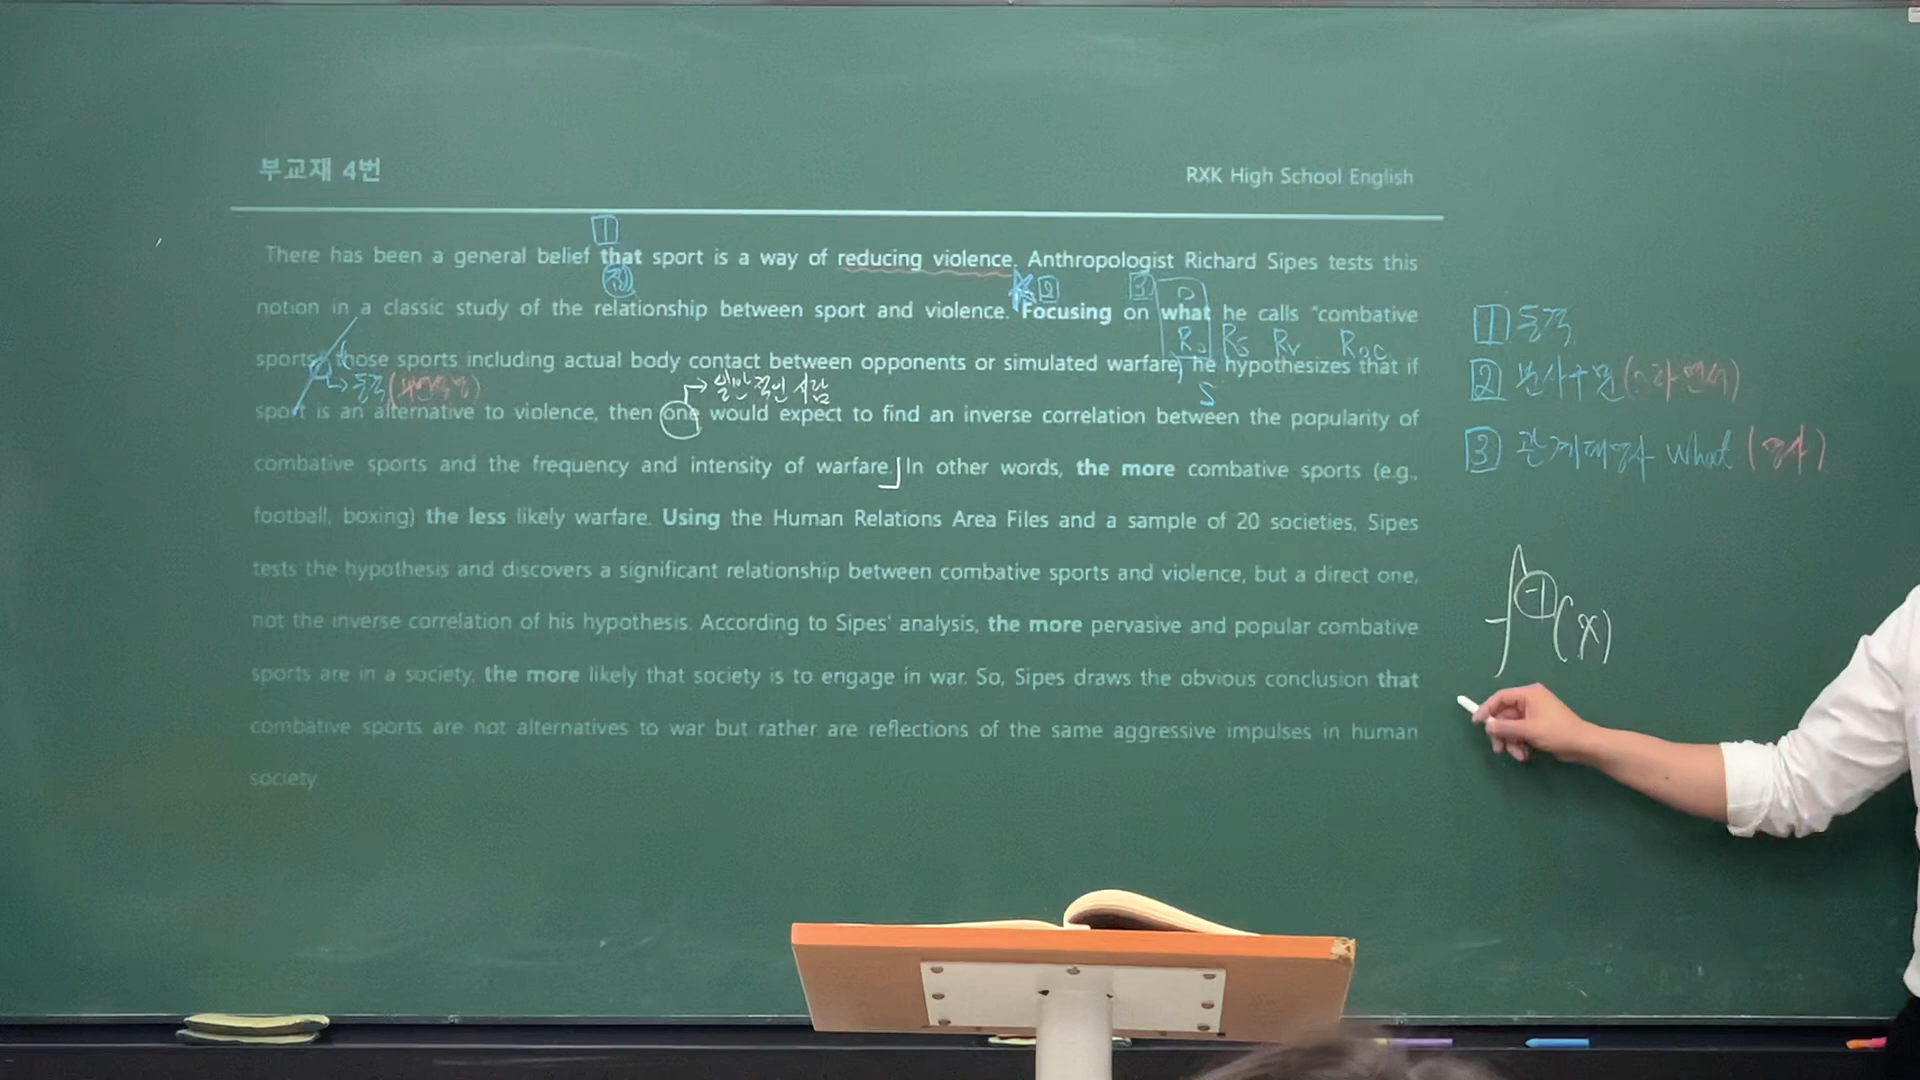 부교재 4번
RXK High School English
1
There has been a general belief that sport is a way of reducing violence. Anthropologist Richard Sipes tests this
2 3
notion in a classic study of the relationship between sport and violence. Focusing on what he calls "combative
Rs Rv
sports," those sports including actual body contact between opponents or simulated warfare) he hypothesizes that if
→ 동격 → 일반적인 사람 S
sport is an alternative to violence, then one would expect to find an inverse correlation between the popularity of
combative sports and the frequency and intensity of warfare. In other words, the more combative sports (e.g.,
football, boxing) the less likely warfare. Using the Human Relations Area Files and a sample of 20 societies, Sipes
tests the hypothesis and discovers a significant relationship between combative sports and violence, but a direct one,
not the inverse correlation of his hypothesis. According to Sipes' analysis, the more pervasive and popular combative
sports are in a society, the more likely that society is to engage in war. So, Sipes draws the obvious conclusion that
combative sports are not alternatives to war but rather are reflections of the same aggressive impulses in human
society
1 동격
2 분사구문
3 관계대명사 what (명사)
f⁻¹(x)